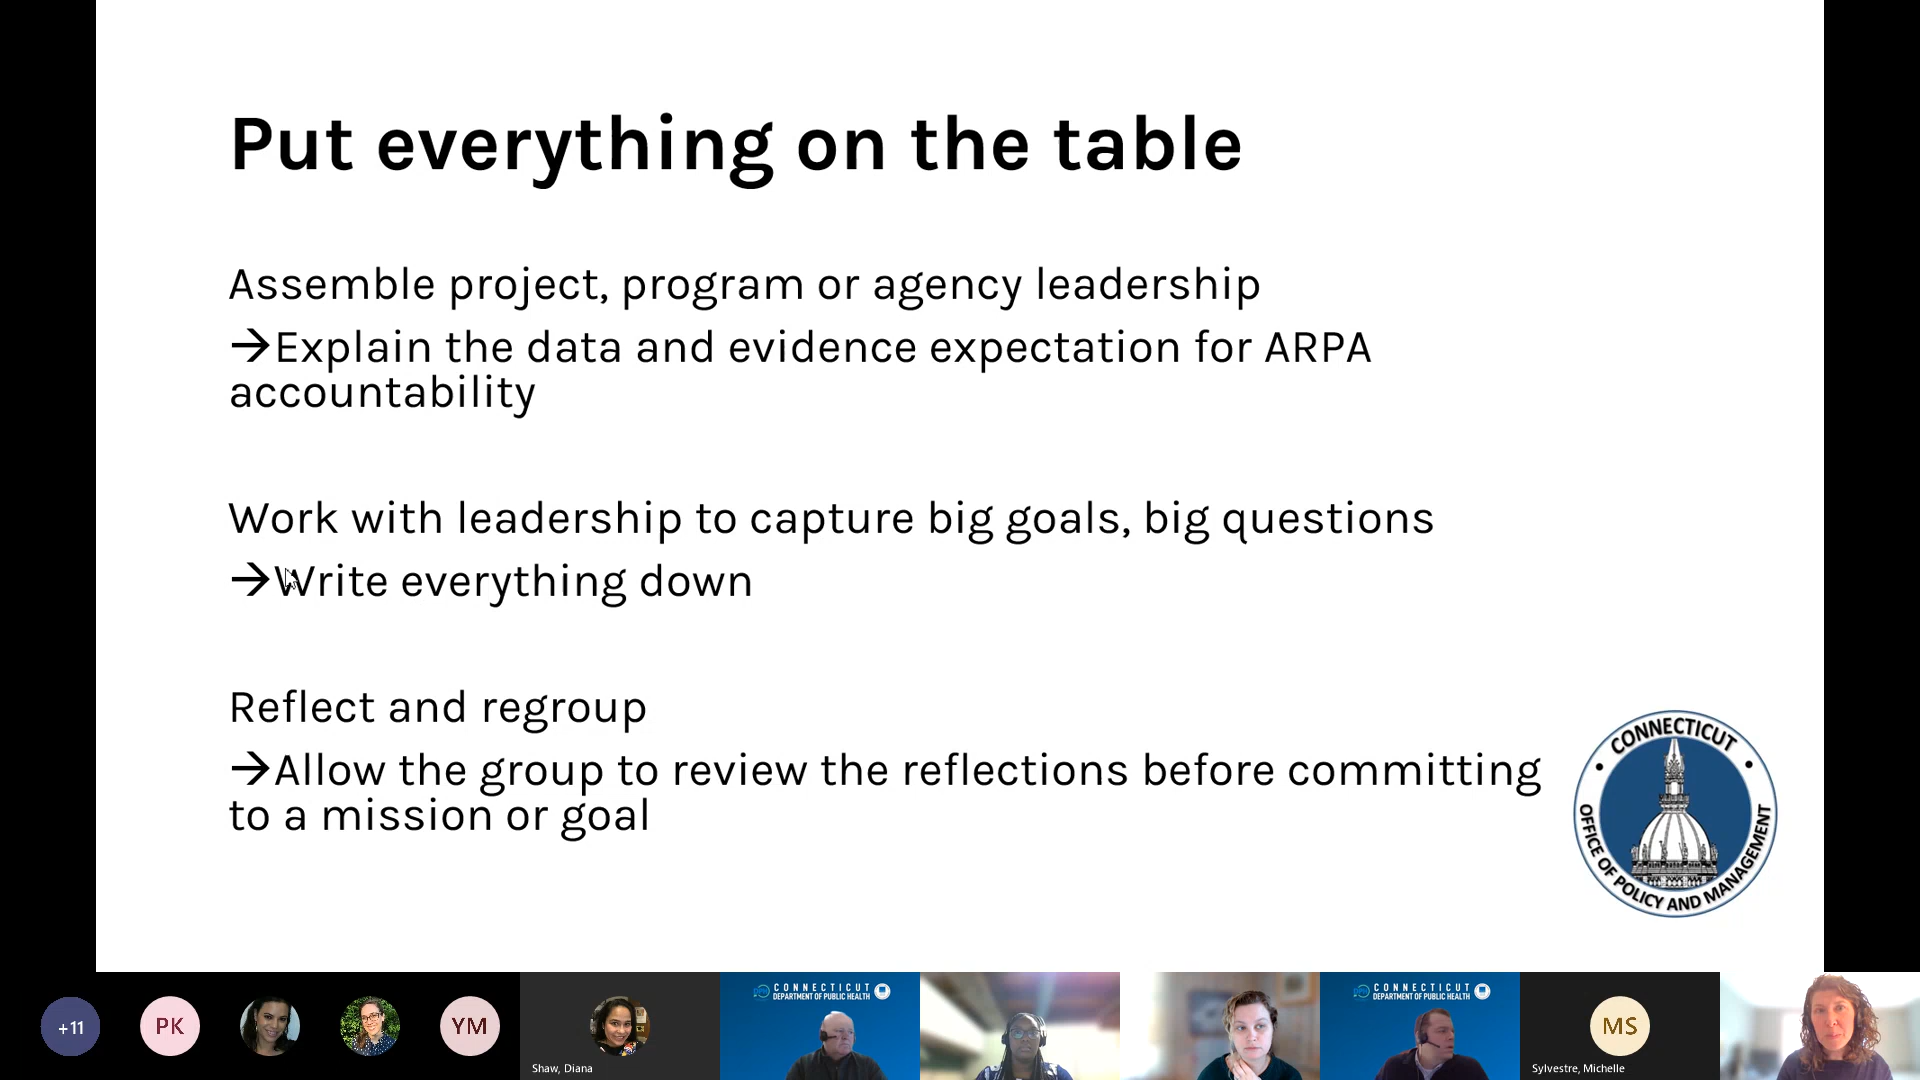 Put everything on the table
Assemble project, program or agency leadership
→Explain the data and evidence expectation for ARPA
accountability
Work with leadership to capture big goals, big questions
→Write everything down
Reflect and regroup
→Allow the group to review the reflections before committing
to a mission or goal
CONNECTICUT
OFFICE OF POLICY AND MANAGEMENT
+11
PK
YM
Shaw, Diana
CONNECTICUT
DEPARTMENT OF PUBLIC HEALTH
CONNECTICUT
DEPARTMENT OF PUBLIC HEALTH
MS
Sylvestre, Michelle